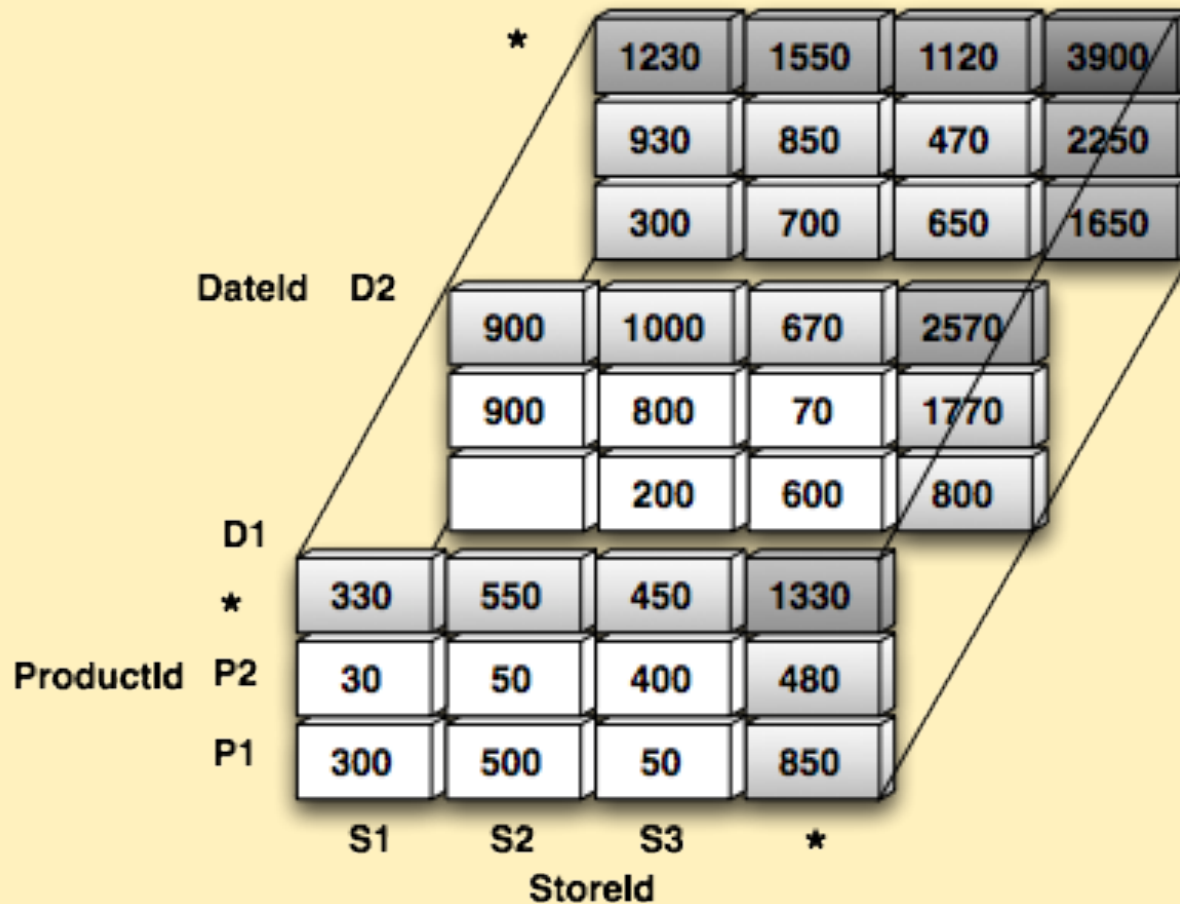 * 1230 1550 1120 3900
930 850 470 2250
300 700 650 1650
DateId D2
900 1000 670 2570
900 800 70 1770
200 600 800
D1
* 330 550 450 1330
ProductId P2 30 50 400 480
P1 300 500 50 850
S1 S2 S3 *
StoreId